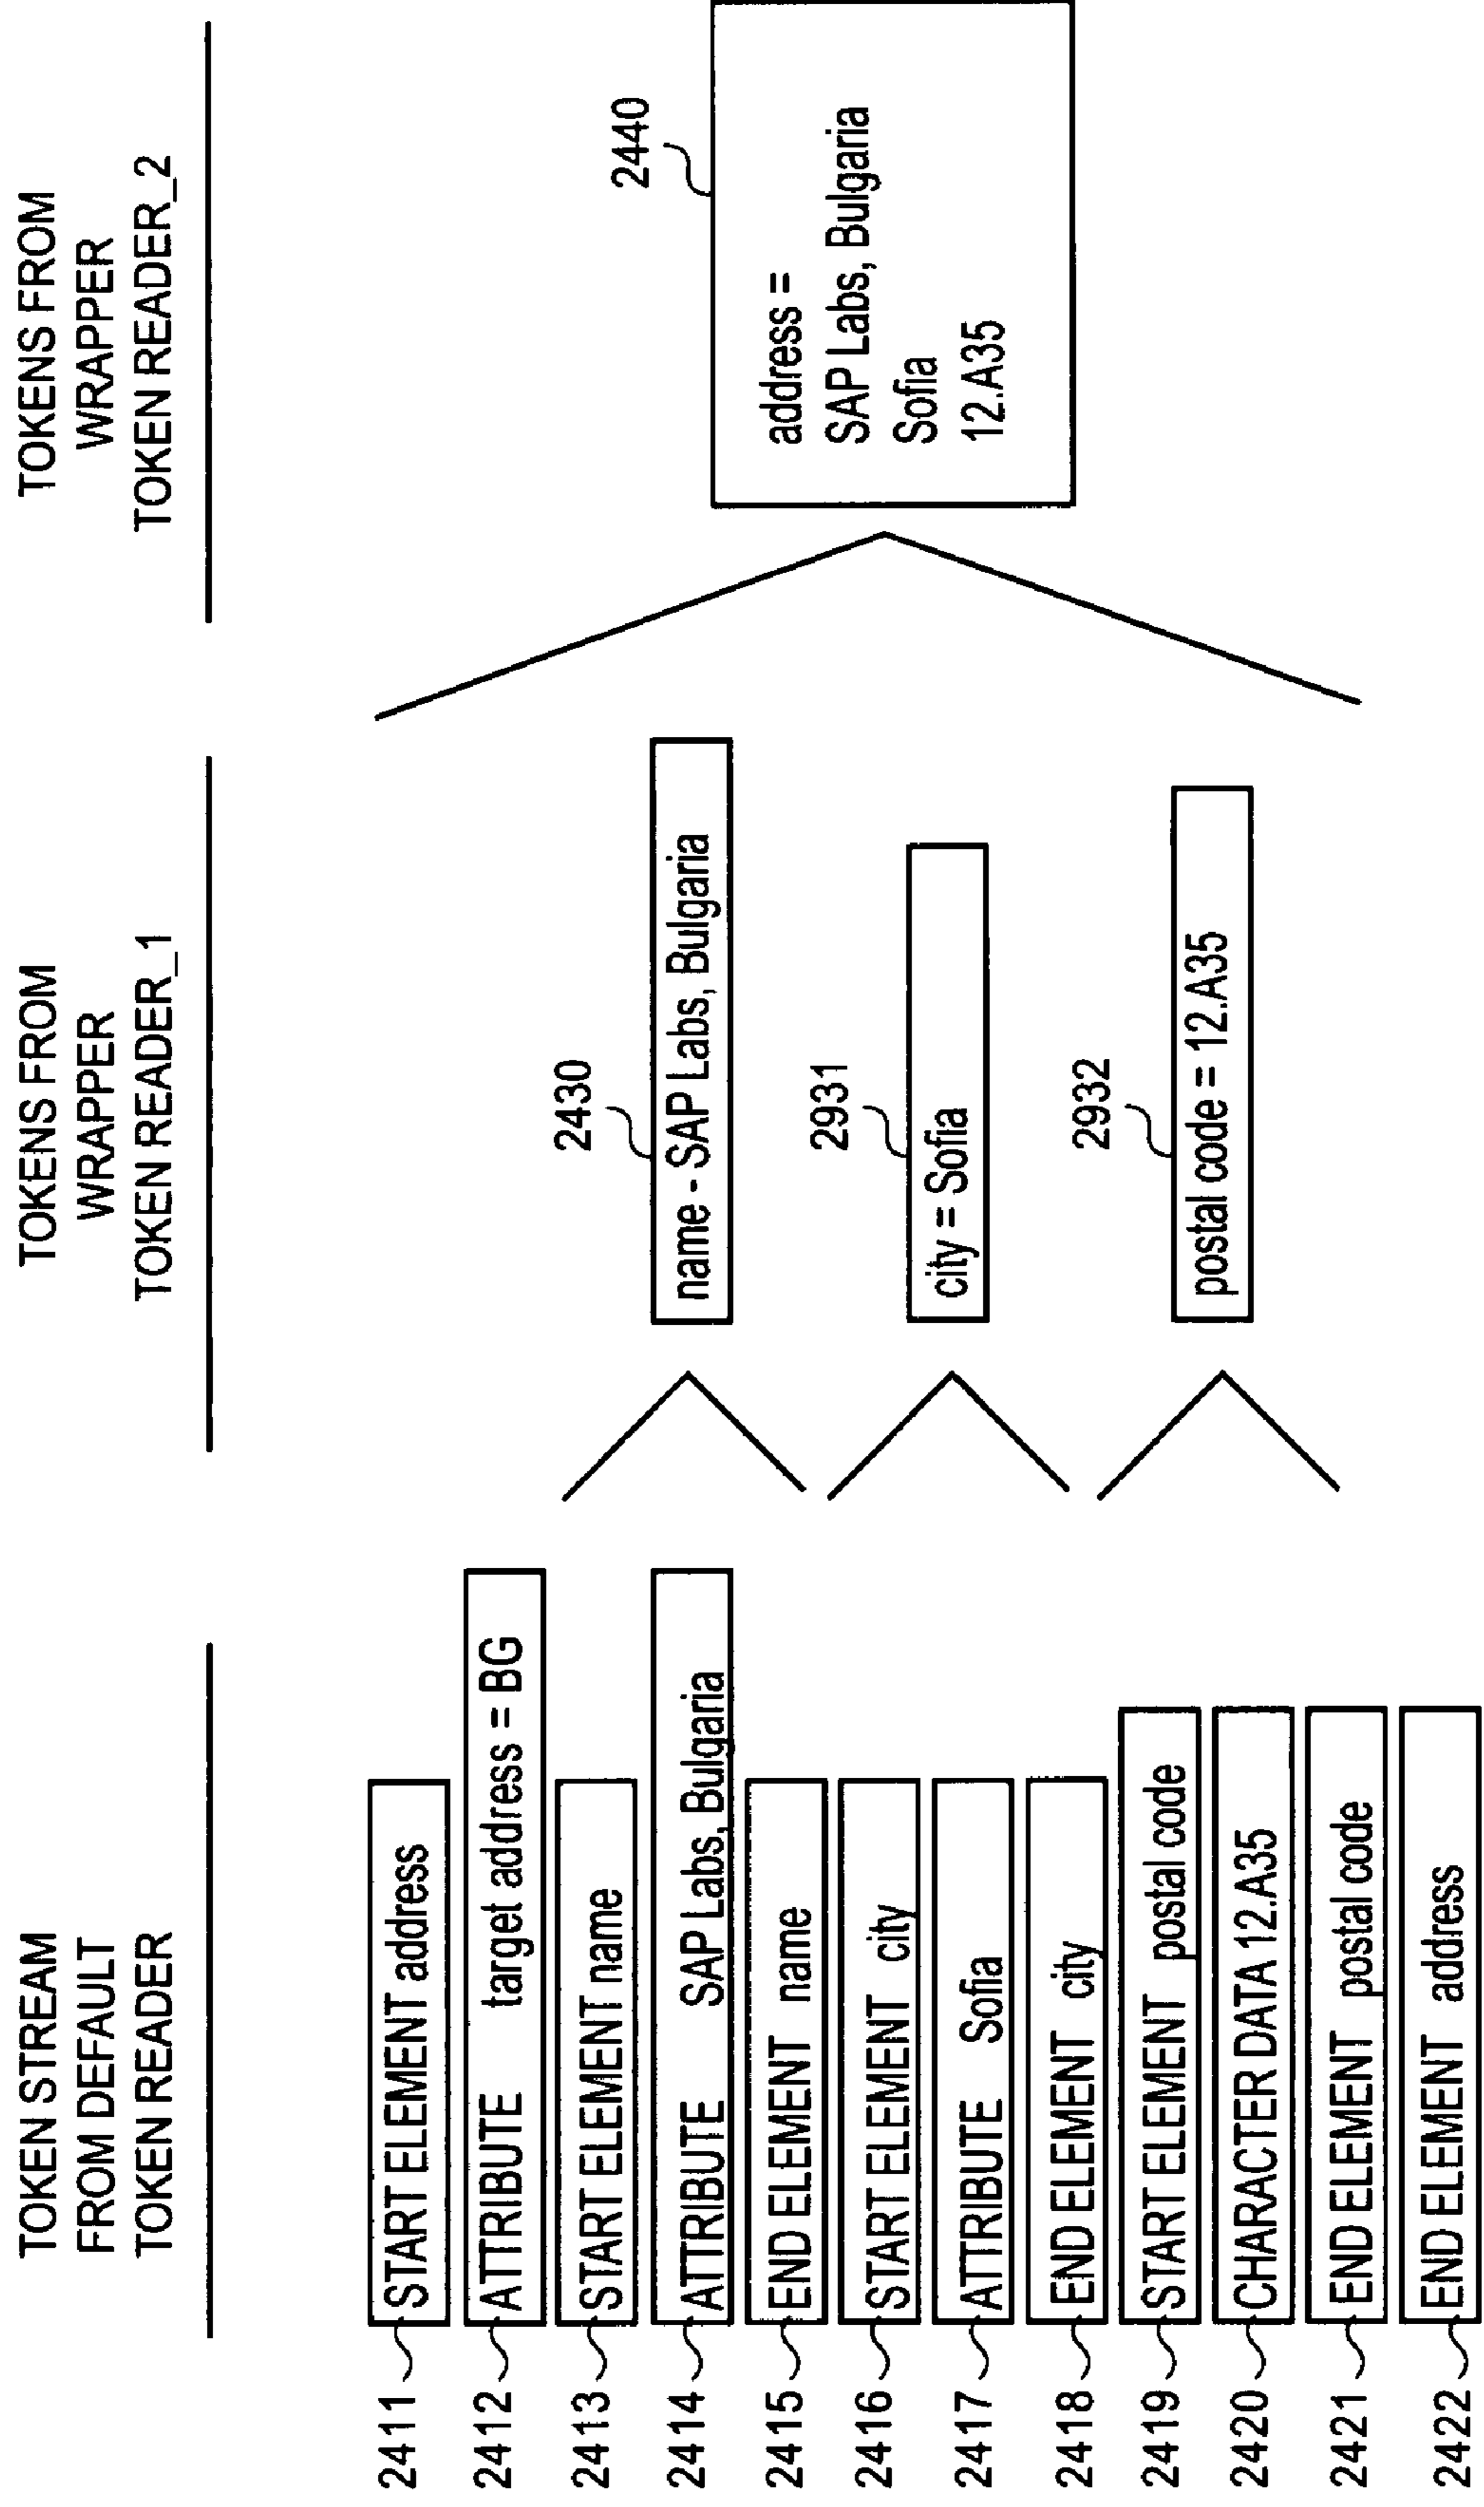 TOKEN STREAM
FROM DEFAULT
TOKEN READER
2411 START ELEMENT address
2412 ATTRIBUTE target address = BG
2413 START ELEMENT name
2414 ATTRIBUTE SAP Labs, Bulgaria
2415 END ELEMENT name
2416 START ELEMENT city
2417 ATTRIBUTE Sofia
2418 END ELEMENT city
2419 START ELEMENT postal code
2420 CHARACTER DATA 12.A35
2421 END ELEMENT postal code
2422 END ELEMENT address
TOKENS FROM
WRAPPER
TOKEN READER_1
2430
name - SAP Labs, Bulgaria
2931
city = Sofia
2932
postal code = 12.A35
TOKENS FROM
WRAPPER
TOKEN READER_2
2440
address =
SAP Labs, Bulgaria
Sofia
12.A35